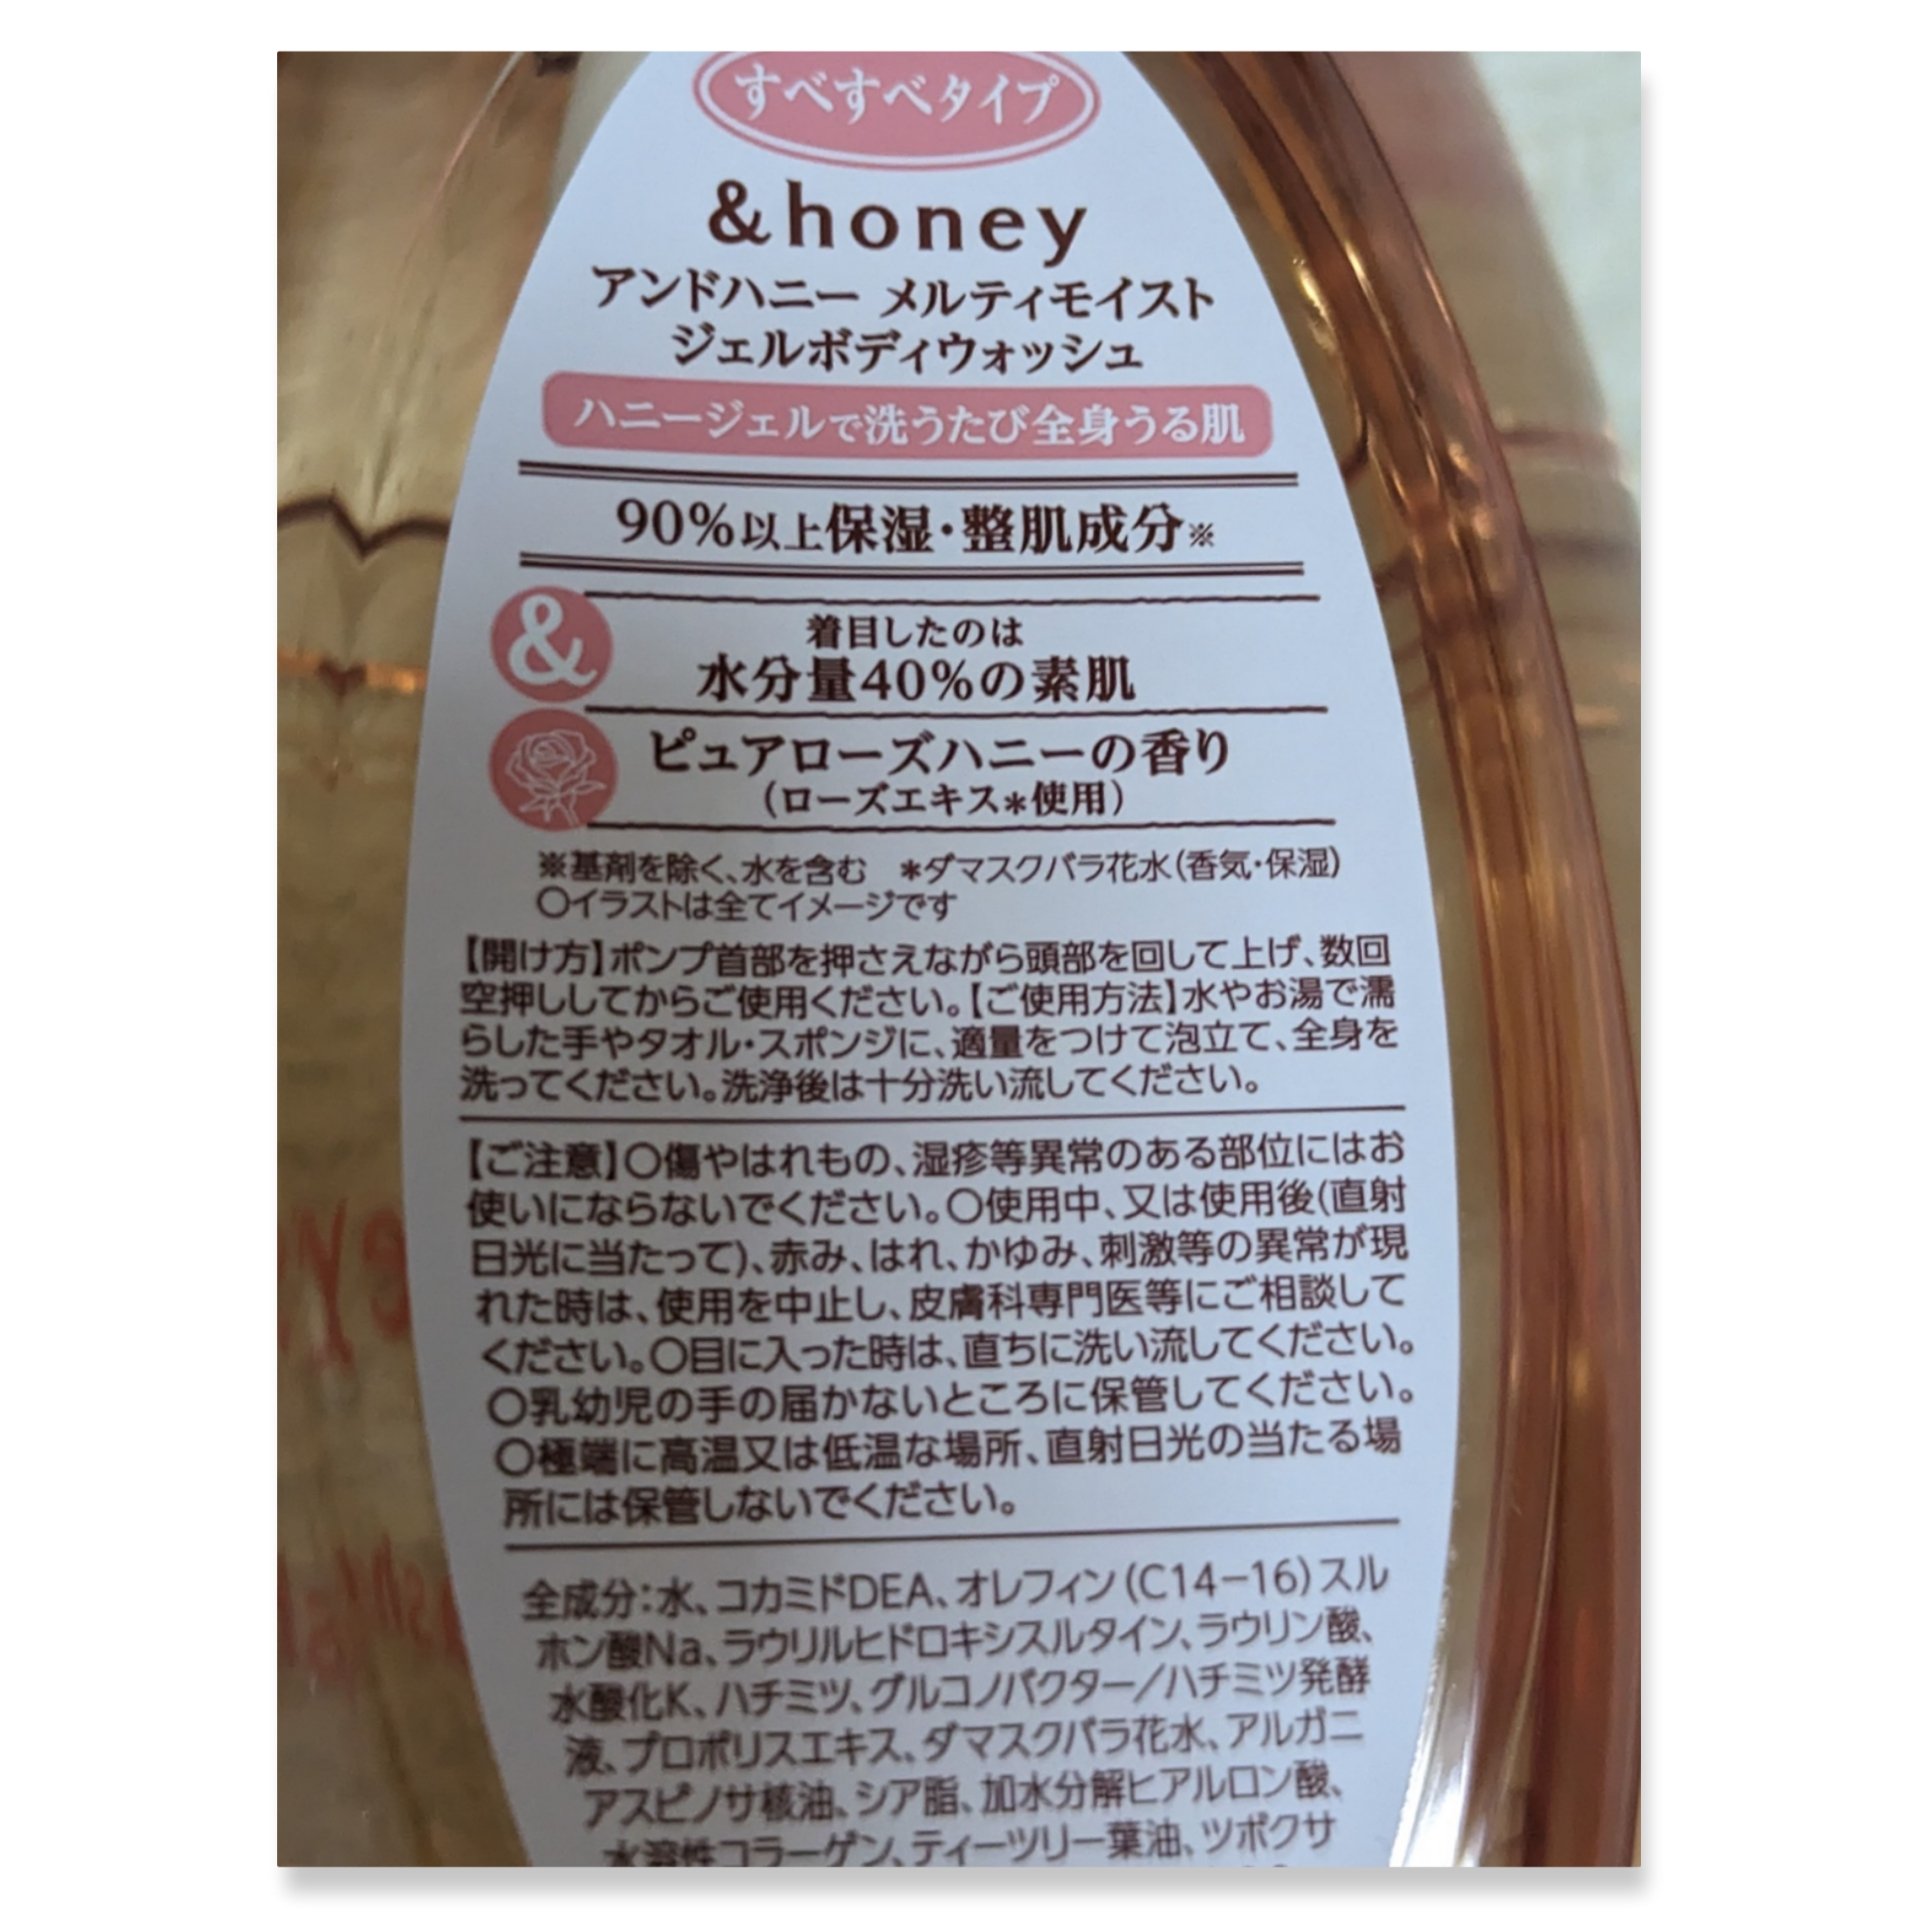 すべすべタイプ
&honey
アンドハニー メルティモイスト
ジェルボディウォッシュ
ハニージェルで洗うたび全身うる肌
90%以上保湿・整肌成分※
&
着目したのは
水分量40%の素肌
ピュアローズハニーの香り
(ローズエキス*使用)
※基剤を除く、水を含む *ダマスクバラ花水(香気・保湿)
○イラストは全てイメージです
【開け方】ポンプ首部を押さえながら頭部を回して上げ、数回
空押ししてからご使用ください。【ご使用方法】水やお湯で濡
らした手やタオル・スポンジに、適量をつけて泡立て、全身を
洗ってください。洗浄後は十分洗い流してください。
【ご注意】○傷やはれもの、湿疹等異常のある部位にはお
使いにならないでください。○使用中、又は使用後(直射
日光に当たって)、赤み、はれ、かゆみ、刺激等の異常が現
れた時は、使用を中止し、皮膚科専門医等にご相談して
ください。○目に入った時は、直ちに洗い流してください。
○乳幼児の手の届かないところに保管してください。
○極端に高温又は低温な場所、直射日光の当たる場
所には保管しないでください。
全成分:水、コカミドDEA、オレフィン(C14-16)スル
ホン酸Na、ラウリルヒドロキシスルタイン、ラウリン酸、
水酸化K、ハチミツ、グルコノバクター/ハチミツ発酵
液、プロポリスエキス、ダマスクバラ花水、アルガニ
アスピノサ核油、シア脂、加水分解ヒアルロン酸、
水溶性コラーゲン、ティーツリー葉油、ツボクサ